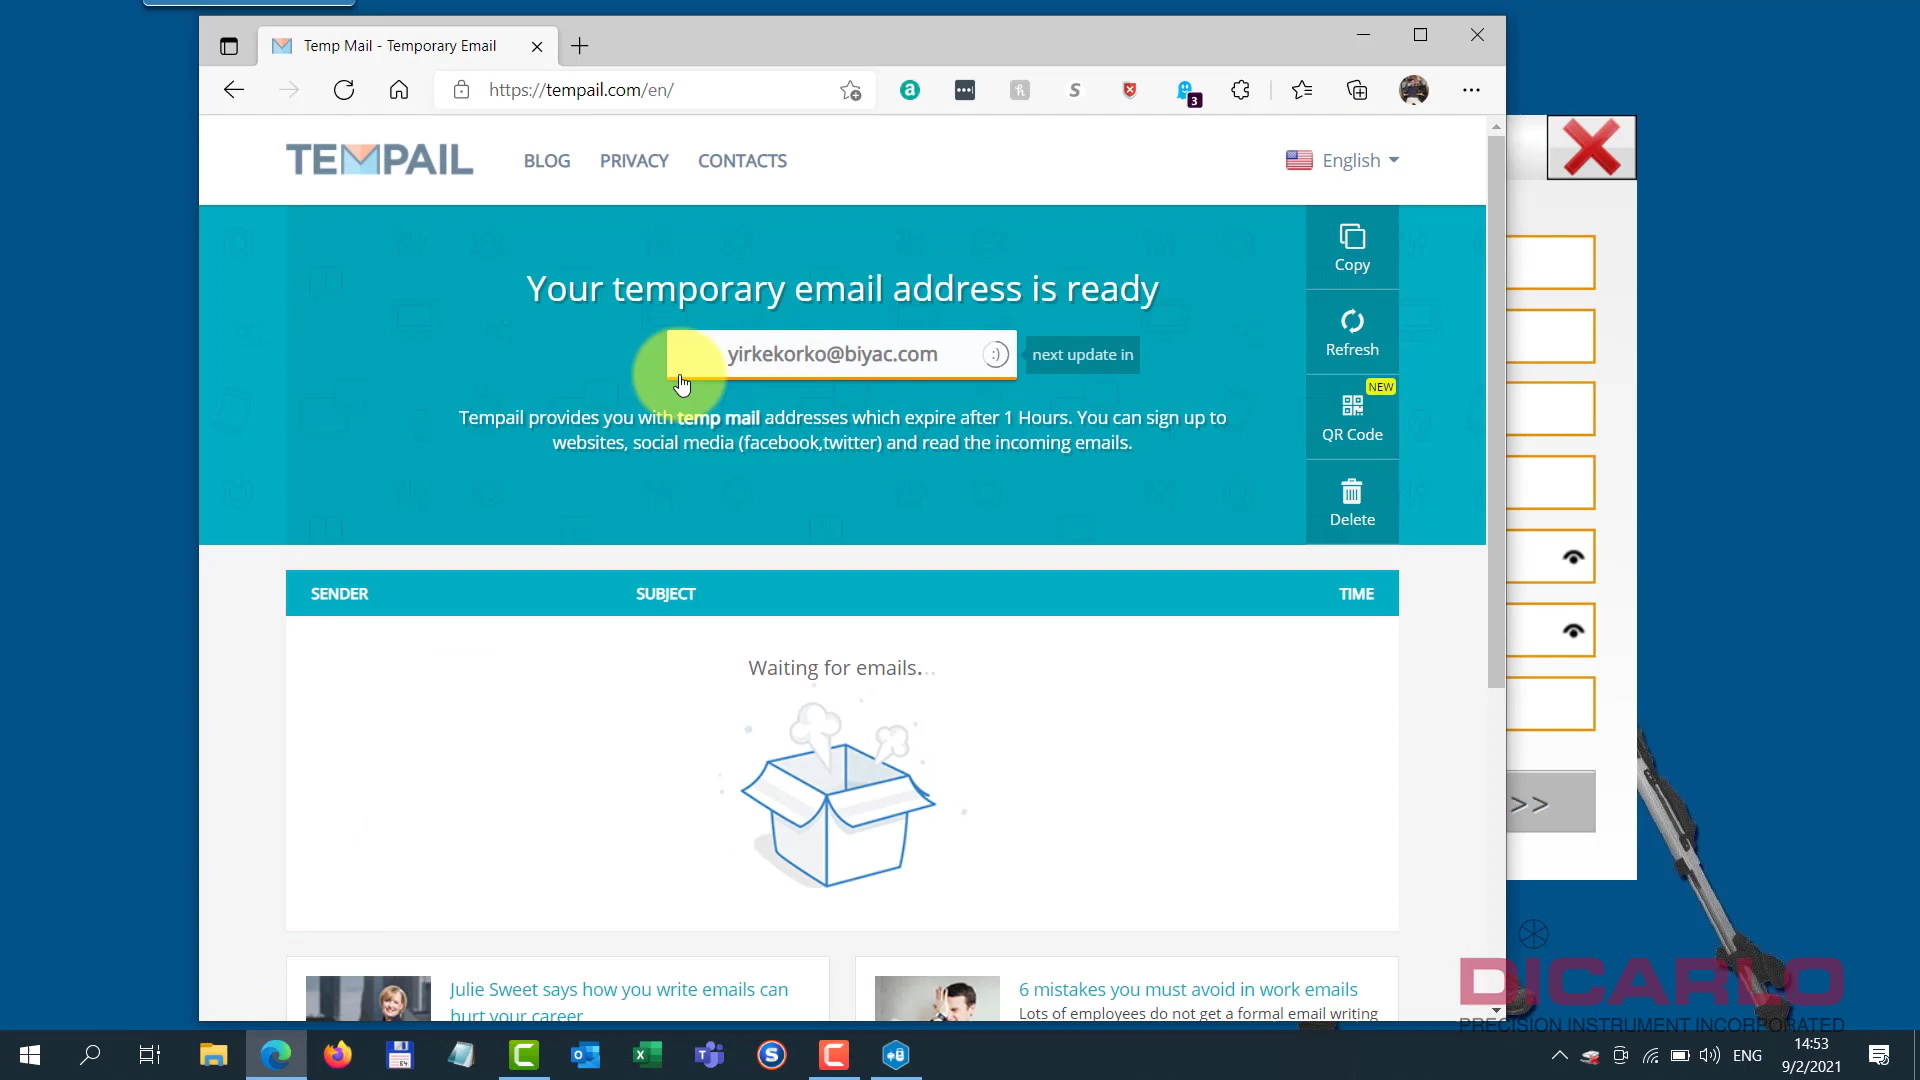 Temp Mail - Temporary Email
https://tempail.com/en/
3
TEMPAIL
BLOG PRIVACY CONTACTS
English
Your temporary email address is ready
yirkekorko@biyac.com
:)
next update in
Tempail provides you with temp mail addresses which expire after 1 Hours. You can sign up to
websites, social media (facebook,twitter) and read the incoming emails.
Copy
Refresh
NEW
QR Code
Delete
SENDER SUBJECT TIME
Waiting for emails...
>>
Julie Sweet says how you write emails can
hurt your career
6 mistakes you must avoid in work emails
Lots of employees do not get a formal email writing
DICARLO
PRECISION INSTRUMENT INCORPORATED
ENG
14:53
9/2/2021